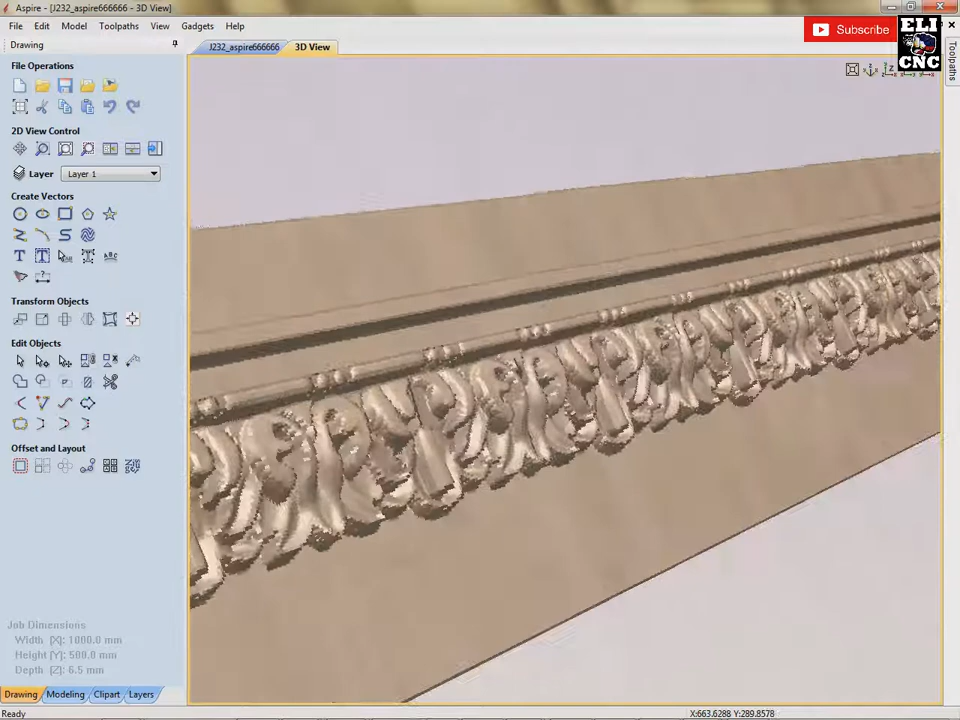 Aspire - [J232_aspire666666 - 3D View]
File Edit Model Toolpaths View Gadgets Help
Subscribe
ELI
CNC
Drawing
J232_aspire666666 3D View
Toolpaths
File Operations
2D View Control
Layer Layer 1
Create Vectors
Transform Objects
Edit Objects
Offset and Layout
Job Dimensions
Width (X): 1000.0 mm
Height (Y): 500.0 mm
Depth (Z): 6.5 mm
Drawing Modeling Clipart Layers
Ready X:663.6288 Y:289.8578